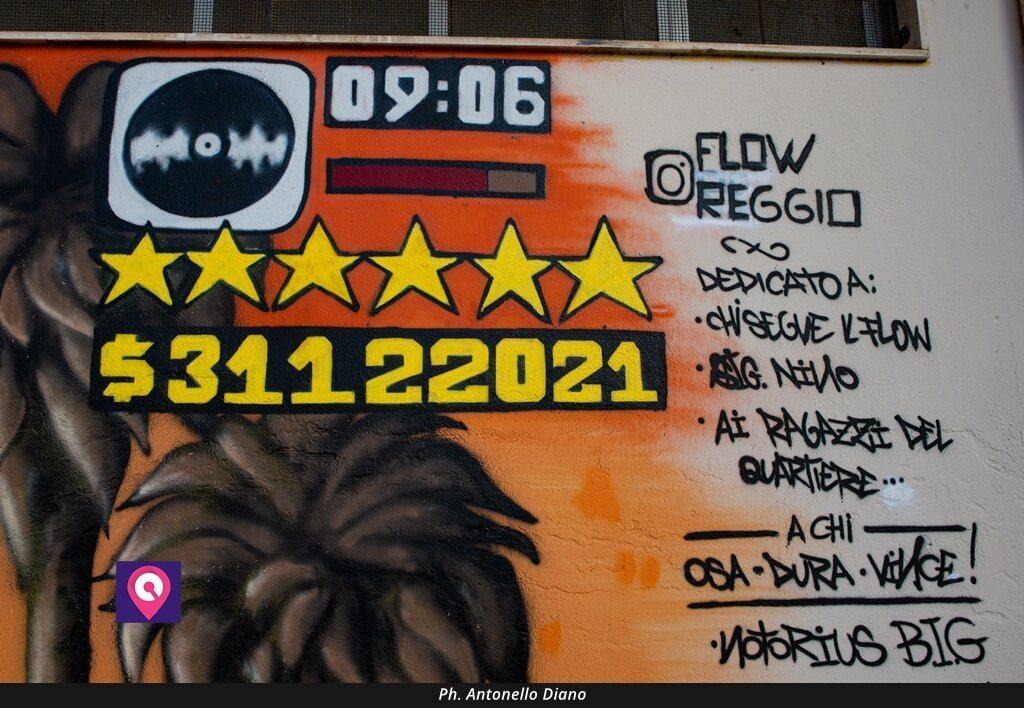 09:06
$31122021
FLOW
REGGIO
DEDICATO A:
• CHI SEGUE IL FLOW
• SIG. NINO
• AI RAGAZZI DEL
QUARTIERE...
A CHI
OSA • DURA • VINCE!
• NOTORIUS B.I.G
Ph. Antonello Diano